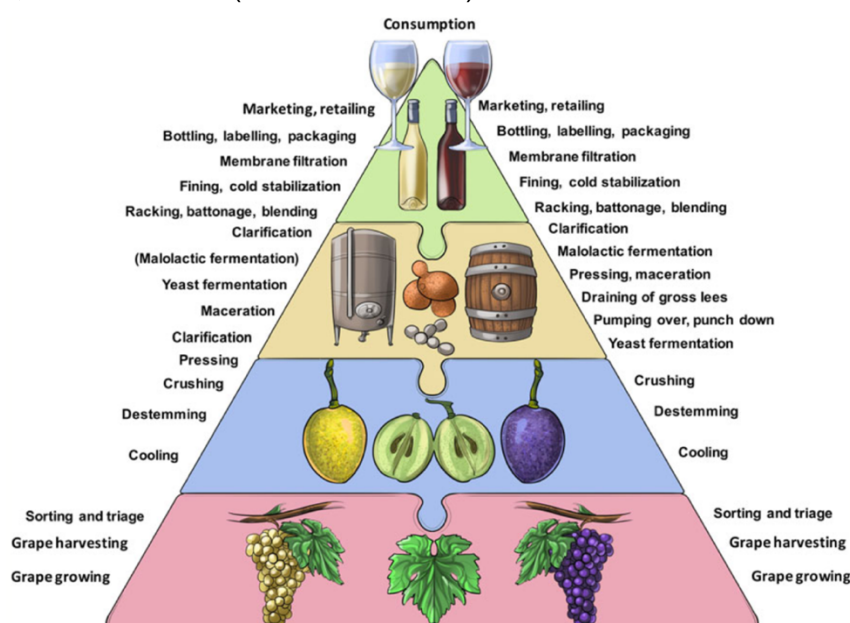 Consumption
Marketing, retailing
Bottling, labelling, packaging
Membrane filtration
Fining, cold stabilization
Racking, battonage, blending
Clarification
(Malolactic fermentation)
Yeast fermentation
Maceration
Clarification
Pressing
Crushing
Destemming
Cooling
Sorting and triage
Grape harvesting
Grape growing
Marketing, retailing
Bottling, labelling, packaging
Membrane filtration
Fining, cold stabilization
Racking, battonage, blending
Clarification
Malolactic fermentation
Pressing, maceration
Draining of gross lees
Pumping over, punch down
Yeast fermentation
Crushing
Destemming
Cooling
Sorting and triage
Grape harvesting
Grape growing